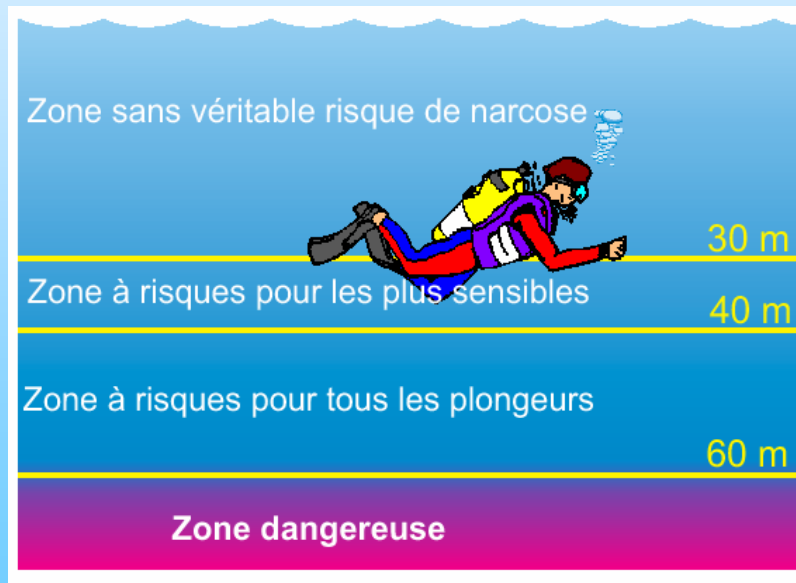 Zone sans véritable risque de narcose
30 m
Zone à risques pour les plus sensibles
40 m
Zone à risques pour tous les plongeurs
60 m
Zone dangereuse